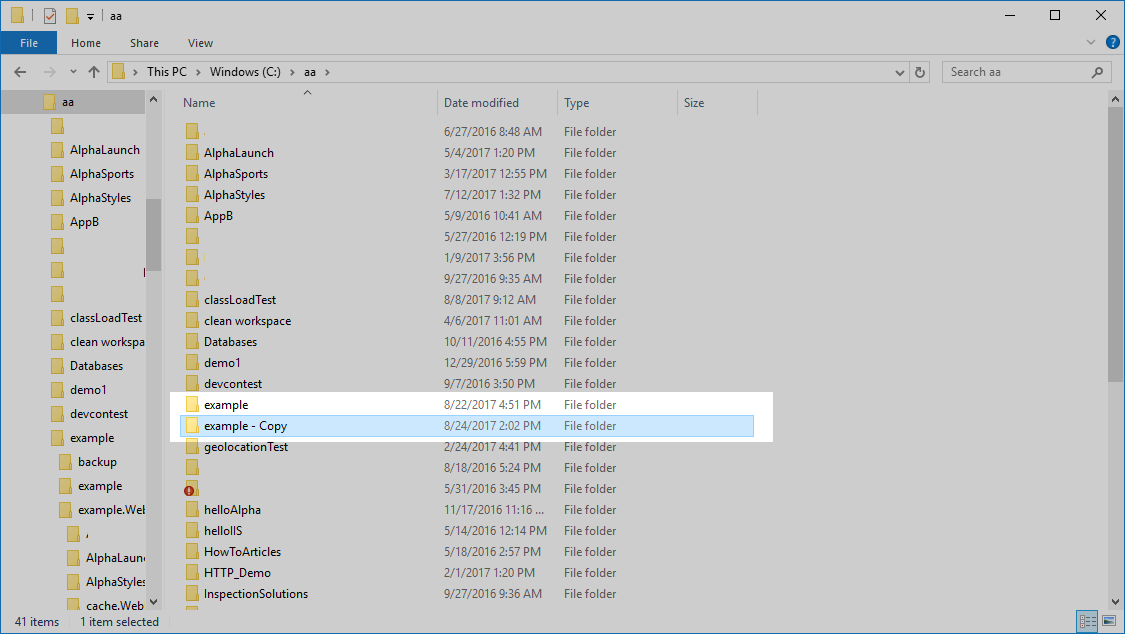 aa
File Home Share View
This PC Windows (C:) aa
Search aa
aa
AlphaLaunch
AlphaSports
AlphaStyles
AppB
classLoadTest
clean workspa
Databases
demo1
devcontest
example
backup
example
example.Web
AlphaLaun
AlphaStyles
cache.Web
Name Date modified Type Size
6/27/2016 8:48 AM File folder
AlphaLaunch 5/4/2017 1:20 PM File folder
AlphaSports 3/17/2017 12:55 PM File folder
AlphaStyles 7/12/2017 1:32 PM File folder
AppB 5/9/2016 10:41 AM File folder
5/27/2016 12:19 PM File folder
1/9/2017 3:56 PM File folder
9/27/2016 9:35 AM File folder
classLoadTest 8/8/2017 9:12 AM File folder
clean workspace 4/6/2017 11:01 AM File folder
Databases 10/11/2016 4:55 PM File folder
demo1 12/29/2016 5:59 PM File folder
devcontest 9/7/2016 3:50 PM File folder
example 8/22/2017 4:51 PM File folder
example - Copy 8/24/2017 2:02 PM File folder
geolocationTest 2/24/2017 4:41 PM File folder
8/18/2016 5:24 PM File folder
5/31/2016 3:45 PM File folder
helloAlpha 11/17/2016 11:16 ... File folder
helloIIS 5/14/2016 12:14 PM File folder
HowToArticles 5/18/2016 2:57 PM File folder
HTTP_Demo 2/1/2017 1:20 PM File folder
InspectionSolutions 9/27/2016 9:36 AM File folder
41 items 1 item selected